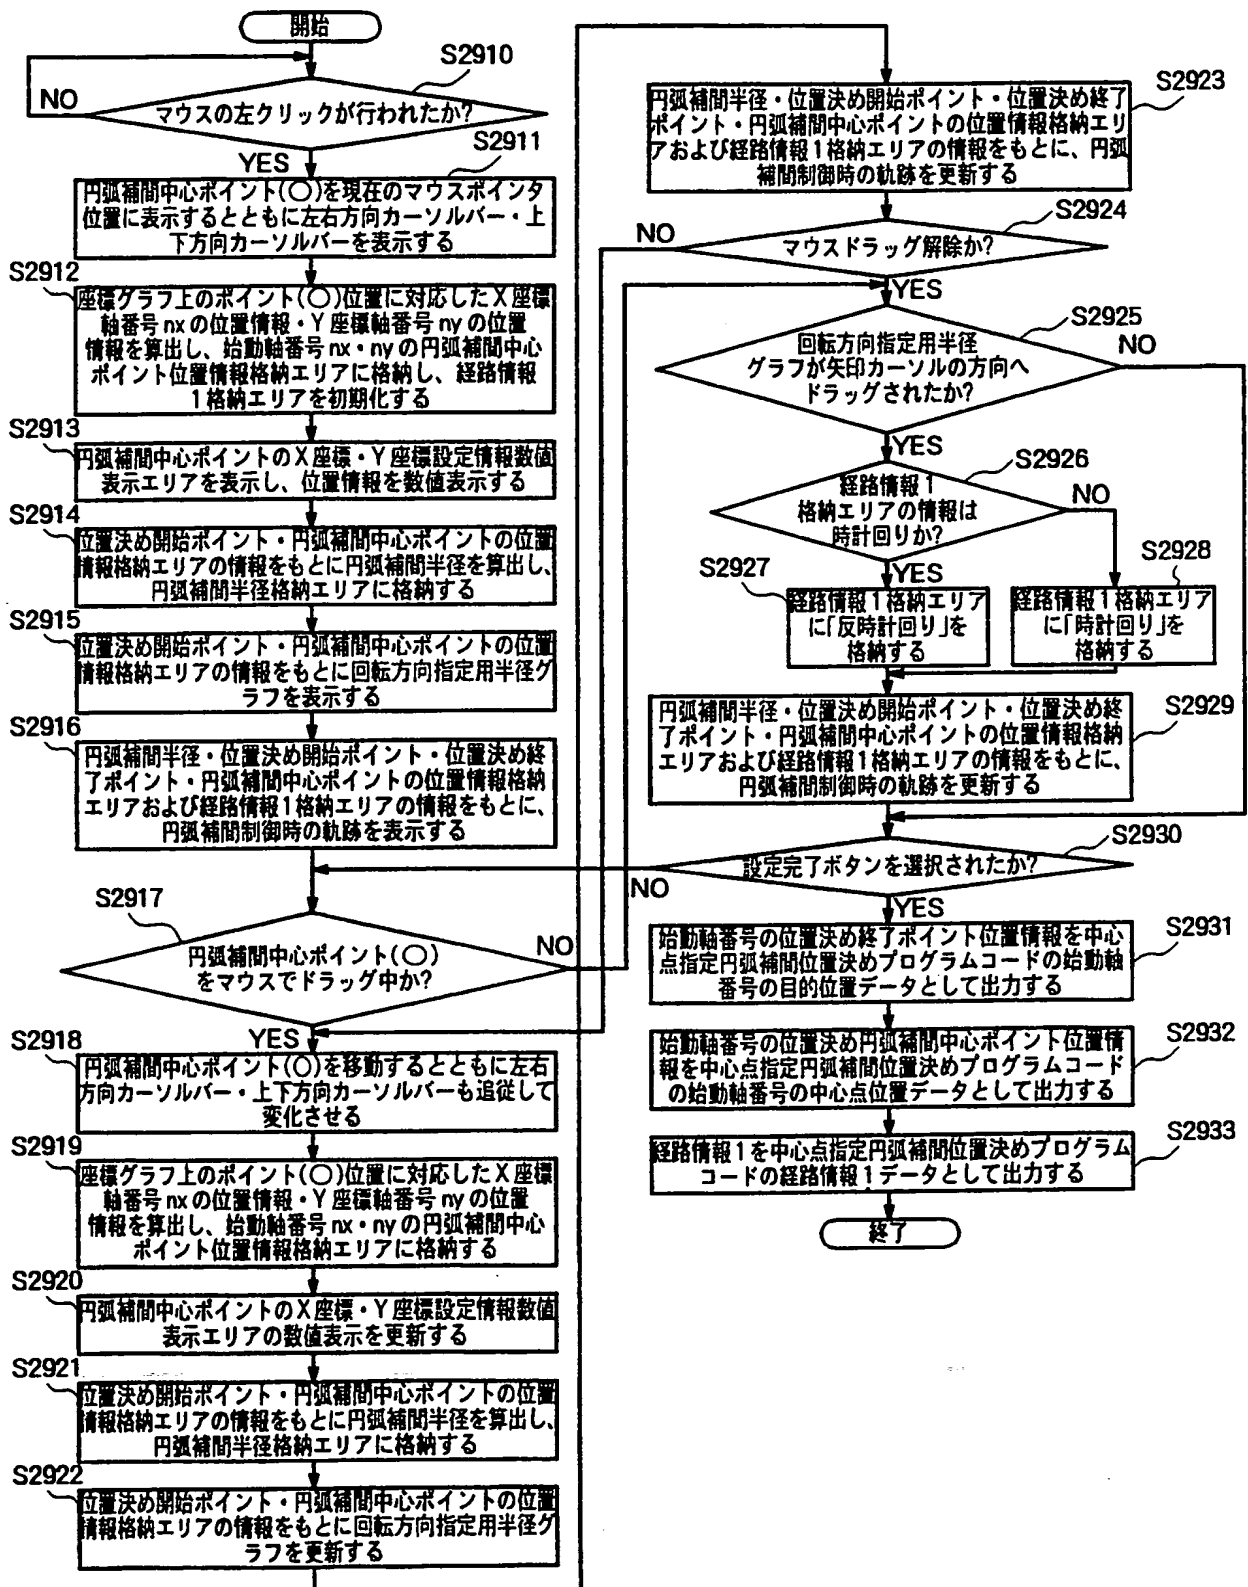 開始
S2910
マウスの左クリックが行われたか?
NO
YES
S2911
円弧補間中心ポイント(○)を現在のマウスポインタ
位置に表示するとともに左右方向カーソルバー・上
下方向カーソルバーを表示する
S2912
座標グラフ上のポイント(○)位置に対応したX座標
軸番号nxの位置情報・Y座標軸番号nyの位置
情報を算出し、始動軸番号nx・nyの円弧補間中心
ポイント位置情報格納エリアに格納し、経路情報
1格納エリアを初期化する
S2913
円弧補間中心ポイントのX座標・Y座標設定情報数値
表示エリアを表示し、位置情報を数値表示する
S2914
位置決め開始ポイント・円弧補間中心ポイントの位置
情報格納エリアの情報をもとに円弧補間半径を算出し、
円弧補間半径格納エリアに格納する
S2915
位置決め開始ポイント・円弧補間中心ポイントの位置
情報格納エリアの情報をもとに回転方向指定用半径グ
ラフを表示する
S2916
円弧補間半径・位置決め開始ポイント・位置決め終
了ポイント・円弧補間中心ポイントの位置情報格納
エリアおよび経路情報1格納エリアの情報をもとに、
円弧補間制御時の軌跡を表示する
S2917
円弧補間中心ポイント(○)
をマウスでドラッグ中か?
NO
YES
S2918
円弧補間中心ポイント(○)を移動するとともに左右
方向カーソルバー・上下方向カーソルバーも追従して
変化させる
S2919
座標グラフ上のポイント(○)位置に対応したX座標
軸番号nxの位置情報・Y座標軸番号nyの位置
情報を算出し、始動軸番号nx・nyの円弧補間中心
ポイント位置情報格納エリアに格納する
S2920
円弧補間中心ポイントのX座標・Y座標設定情報数値
表示エリアの数値表示を更新する
S2921
位置決め開始ポイント・円弧補間中心ポイントの位置
情報格納エリアの情報をもとに円弧補間半径を算出し、
円弧補間半径格納エリアに格納する
S2922
位置決め開始ポイント・円弧補間中心ポイントの位置
情報格納エリアの情報をもとに回転方向指定用半径グ
ラフを更新する
S2923
円弧補間半径・位置決め開始ポイント・位置決め終了
ポイント・円弧補間中心ポイントの位置情報格納エリ
アおよび経路情報1格納エリアの情報をもとに、円弧
補間制御時の軌跡を更新する
S2924
マウスドラッグ解除か?
NO
YES
S2925
回転方向指定用半径
グラフが矢印カーソルの方向へ
ドラッグされたか?
NO
YES
S2926
経路情報1
格納エリアの情報は
時計回りか?
NO
YES
S2927
経路情報1格納エリア
に「反時計回り」を
格納する
S2928
経路情報1格納エリア
に「時計回り」を
格納する
S2929
円弧補間半径・位置決め開始ポイント・位置決め終
了ポイント・円弧補間中心ポイントの位置情報格納
エリアおよび経路情報1格納エリアの情報をもとに、
円弧補間制御時の軌跡を更新する
S2930
設定完了ボタンを選択されたか?
NO
YES
S2931
始動軸番号の位置決め終了ポイント位置情報を中心
点指定円弧補間位置決めプログラムコードの始動軸
番号の目的位置データとして出力する
S2932
始動軸番号の位置決め円弧補間中心ポイント位置情
報を中心点指定円弧補間位置決めプログラムコード
の始動軸番号の中心点位置データとして出力する
S2933
経路情報1を中心点指定円弧補間位置決めプログラム
コードの経路情報1データとして出力する
終了